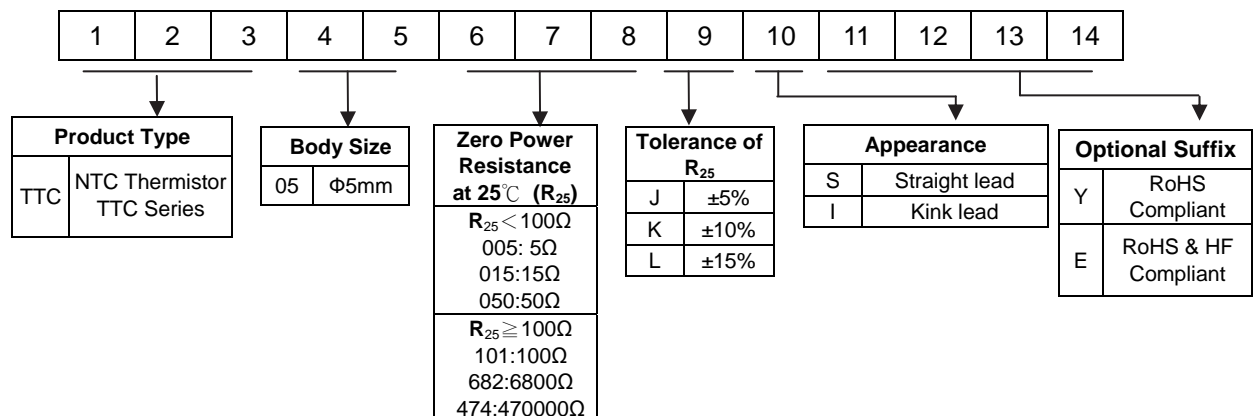 1 2 3 4 5 6 7 8 9 10 11 12 13 14
Product Type
TTC
NTC Thermistor
TTC Series
Body Size
05 Φ5mm
Zero Power
Resistance
at 25℃ (R25)
R25＜100Ω
005: 5Ω
015:15Ω
050:50Ω
R25≧100Ω
101:100Ω
682:6800Ω
474:470000Ω
Tolerance of
R25
J ±5%
K ±10%
L ±15%
Appearance
S Straight lead
I Kink lead
Optional Suffix
Y
RoHS
Compliant
E
RoHS & HF
Compliant